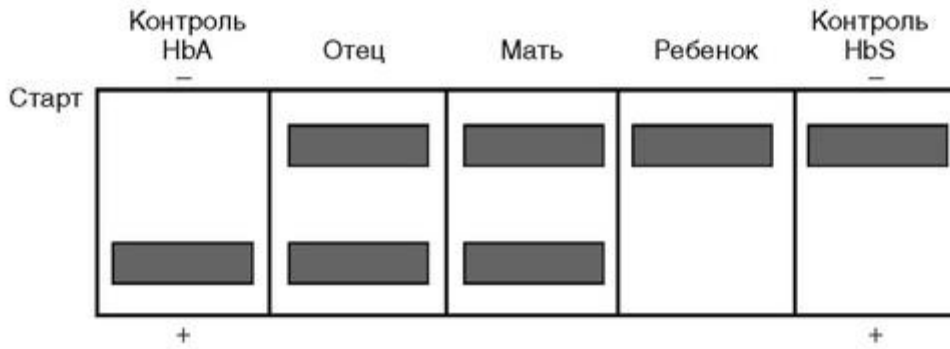 Контроль
HbA
Отец
Мать
Ребенок
Контроль
HbS
–
–
Старт
+
+